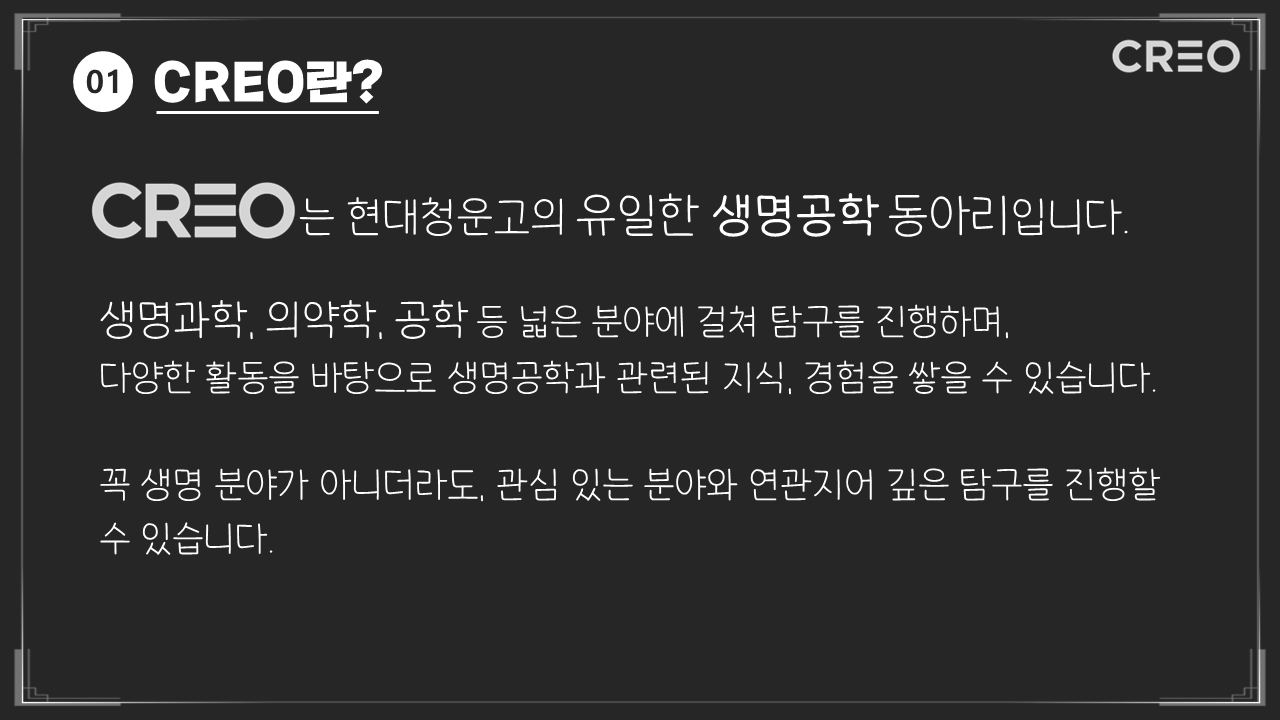 01 CREO란?
CREO
CREO는 현대청운고의 유일한 생명공학 동아리입니다.
생명과학, 의약학, 공학 등 넓은 분야에 걸쳐 탐구를 진행하며,
다양한 활동을 바탕으로 생명공학과 관련된 지식, 경험을 쌓을 수 있습니다.
꼭 생명 분야가 아니더라도, 관심 있는 분야와 연관지어 깊은 탐구를 진행할
수 있습니다.